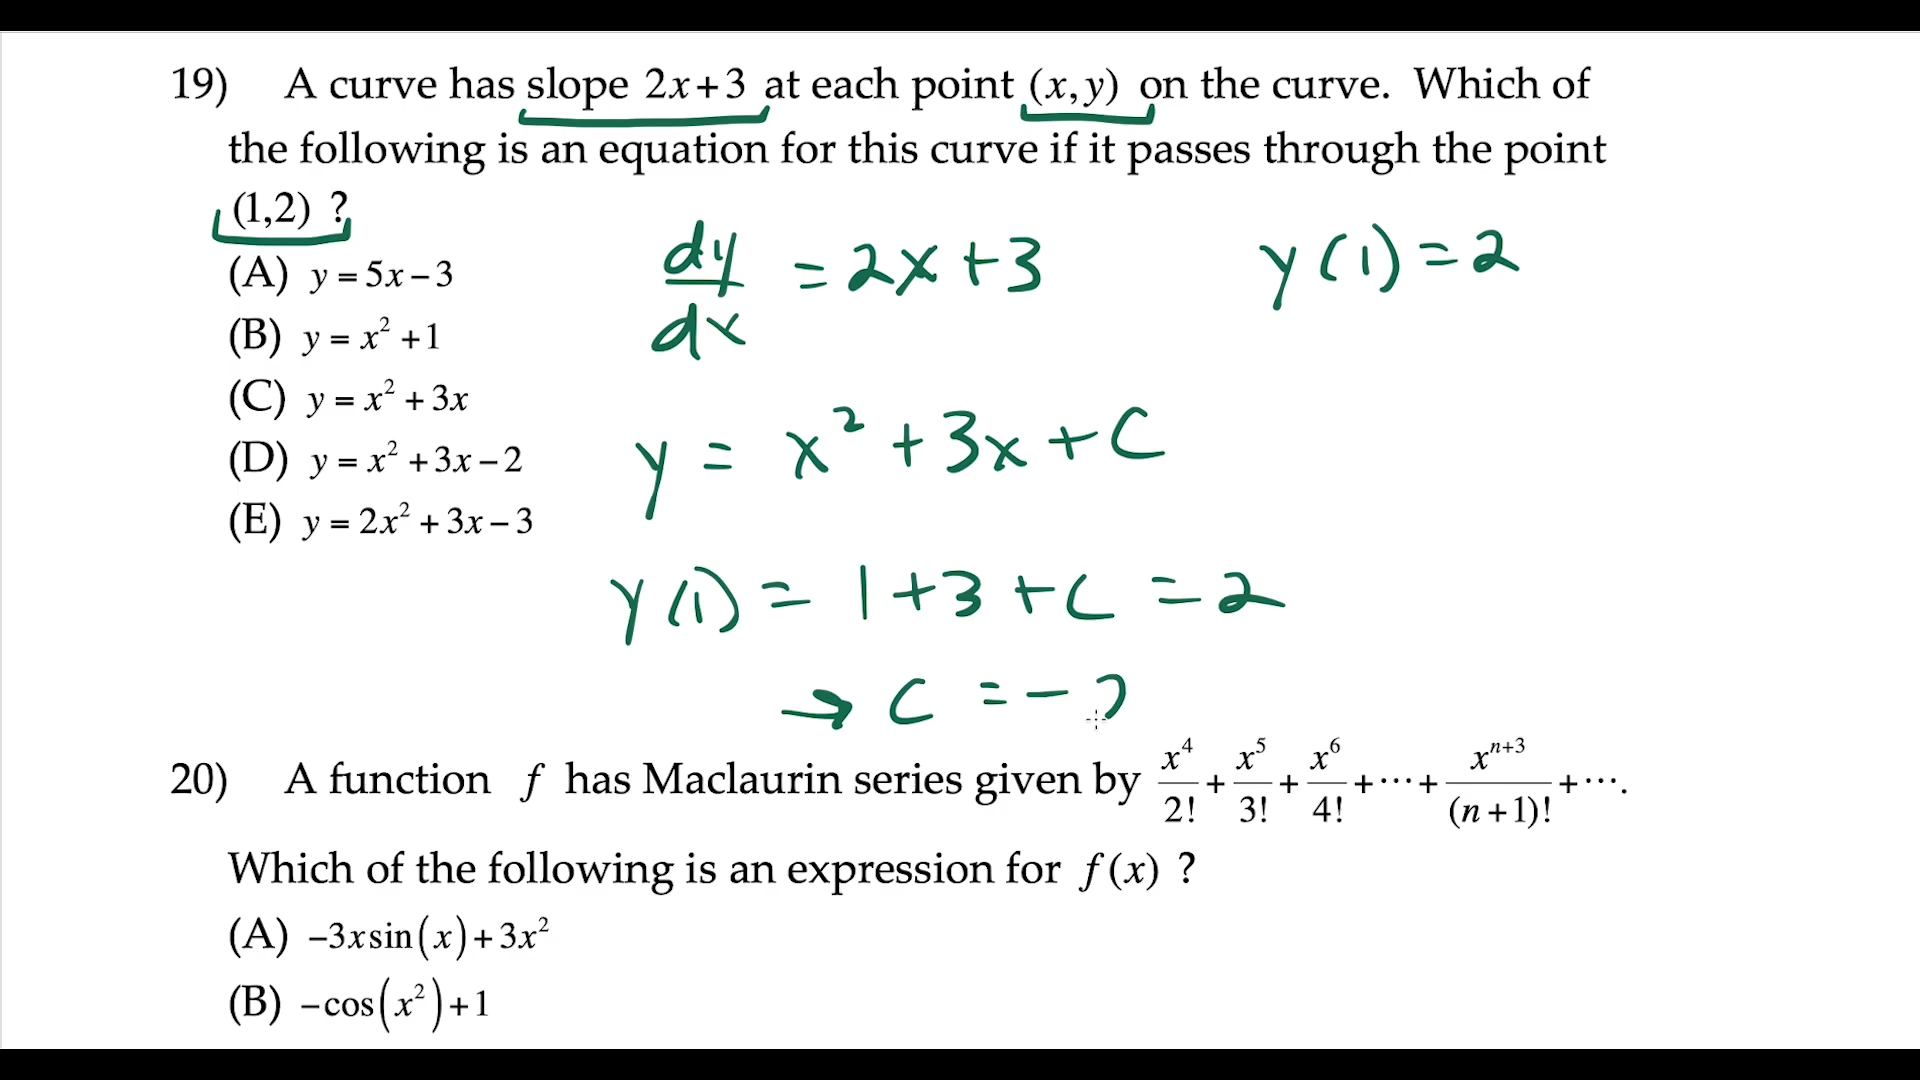 19) A curve has slope 2x+3 at each point (x,y) on the curve. Which of
the following is an equation for this curve if it passes through the point
(1,2) ?
(A) y = 5x − 3
(B) y = x² + 1
(C) y = x² + 3x
(D) y = x² + 3x − 2
(E) y = 2x² + 3x − 3
dy/dx = 2x + 3
y(1) = 2
y = x² + 3x + C
y(1) = 1 + 3 + C = 2
→ C = −2
20) A function f has Maclaurin series given by x⁴/2! + x⁵/3! + x⁶/4! + ⋯ + xⁿ⁺³/(n+1)! + ⋯.
Which of the following is an expression for f(x) ?
(A) −3x sin(x) + 3x²
(B) −cos(x²) + 1